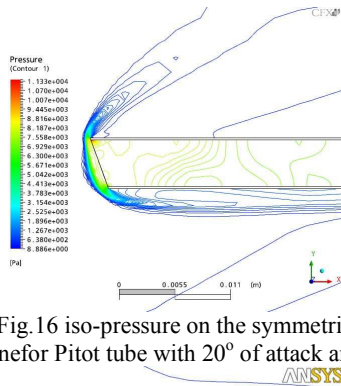 CFX
Pressure
(Contour 1)
1.133e+004
1.070e+004
1.007e+004
9.446e+003
8.816e+003
8.187e+003
7.558e+003
6.929e+003
6.300e+003
5.671e+003
5.042e+003
4.413e+003
3.783e+003
3.154e+003
2.525e+003
1.896e+003
1.267e+003
6.380e+002
8.886e+000
[Pa]
Y
X
Z
0 0.0055 0.011 (m)
Fig.16 iso-pressure on the symmetri
nefor Pitot tube with 20° of attack an
ANSYS